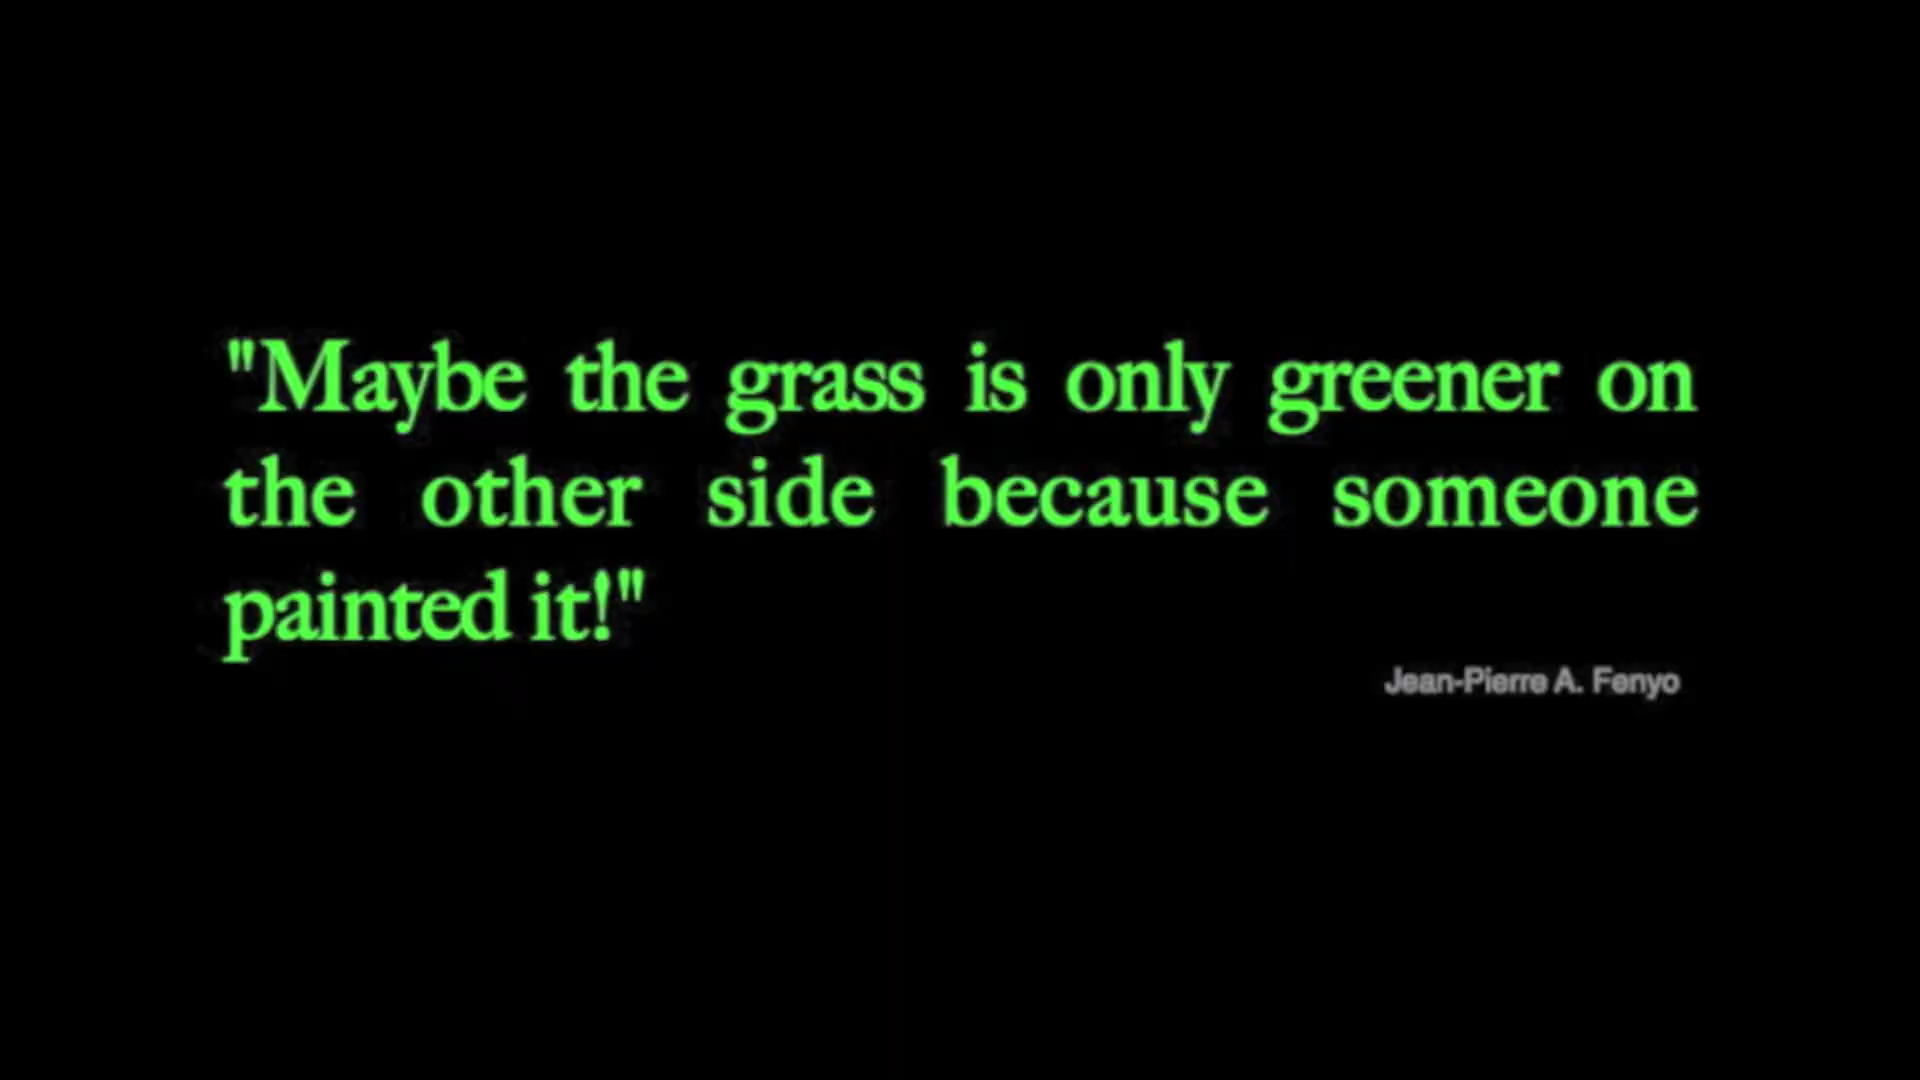 "Maybe the grass is only greener on
the other side because someone
painted it!"
Jean-Pierre A. Fenyo